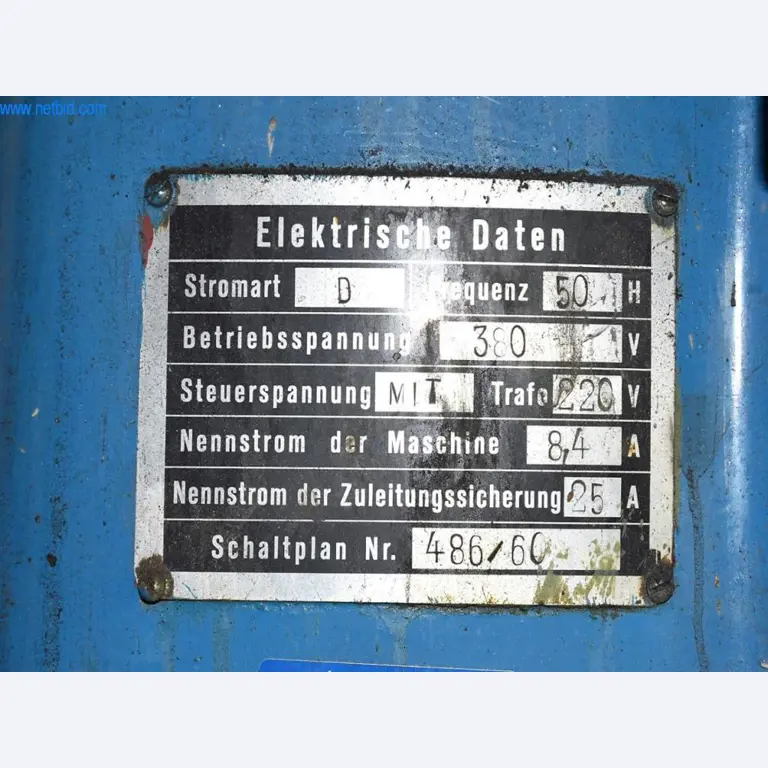 www.netbid.com
Elektrische Daten
Stromart D Frequenz 50 H
Betriebsspannung 380 V
Steuerspannung MIT Trafo 220 V
Nennstrom der Maschine 8,4 A
Nennstrom der Zuleitungssicherung 25 A
Schaltplan Nr. 486/60